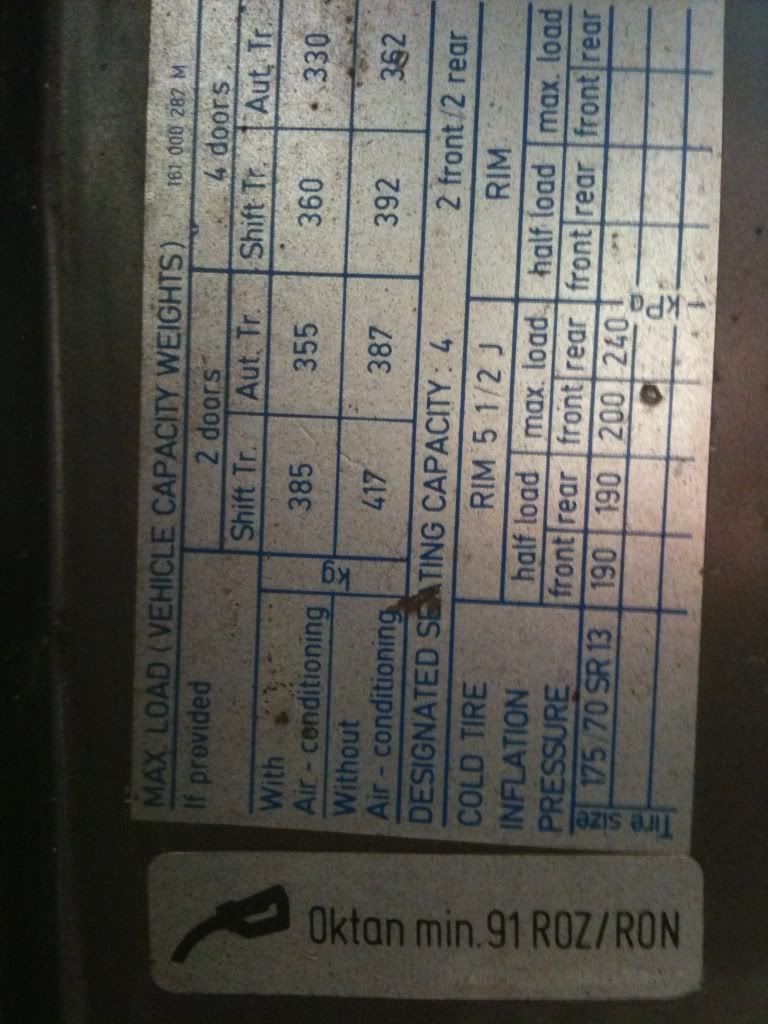 MAX. LOAD (VEHICLE CAPACITY WEIGHTS) 161 000 287 M
If provided 2 doors 4 doors
Shift Tr. Aut. Tr. Shift Tr. Aut. Tr.
With
Air - conditioning 385 355 360 330
kg
Without
Air - conditioning 417 387 392 362
DESIGNATED SEATING CAPACITY : 4 2 front/2 rear
COLD TIRE RIM 5 1/2 J RIM
INFLATION half load max. load half load max. load
PRESSURE front rear front rear front rear front rear
Tire size 175/70 SR 13 190 190 200 240
kPa
Oktan min. 91 ROZ/RON